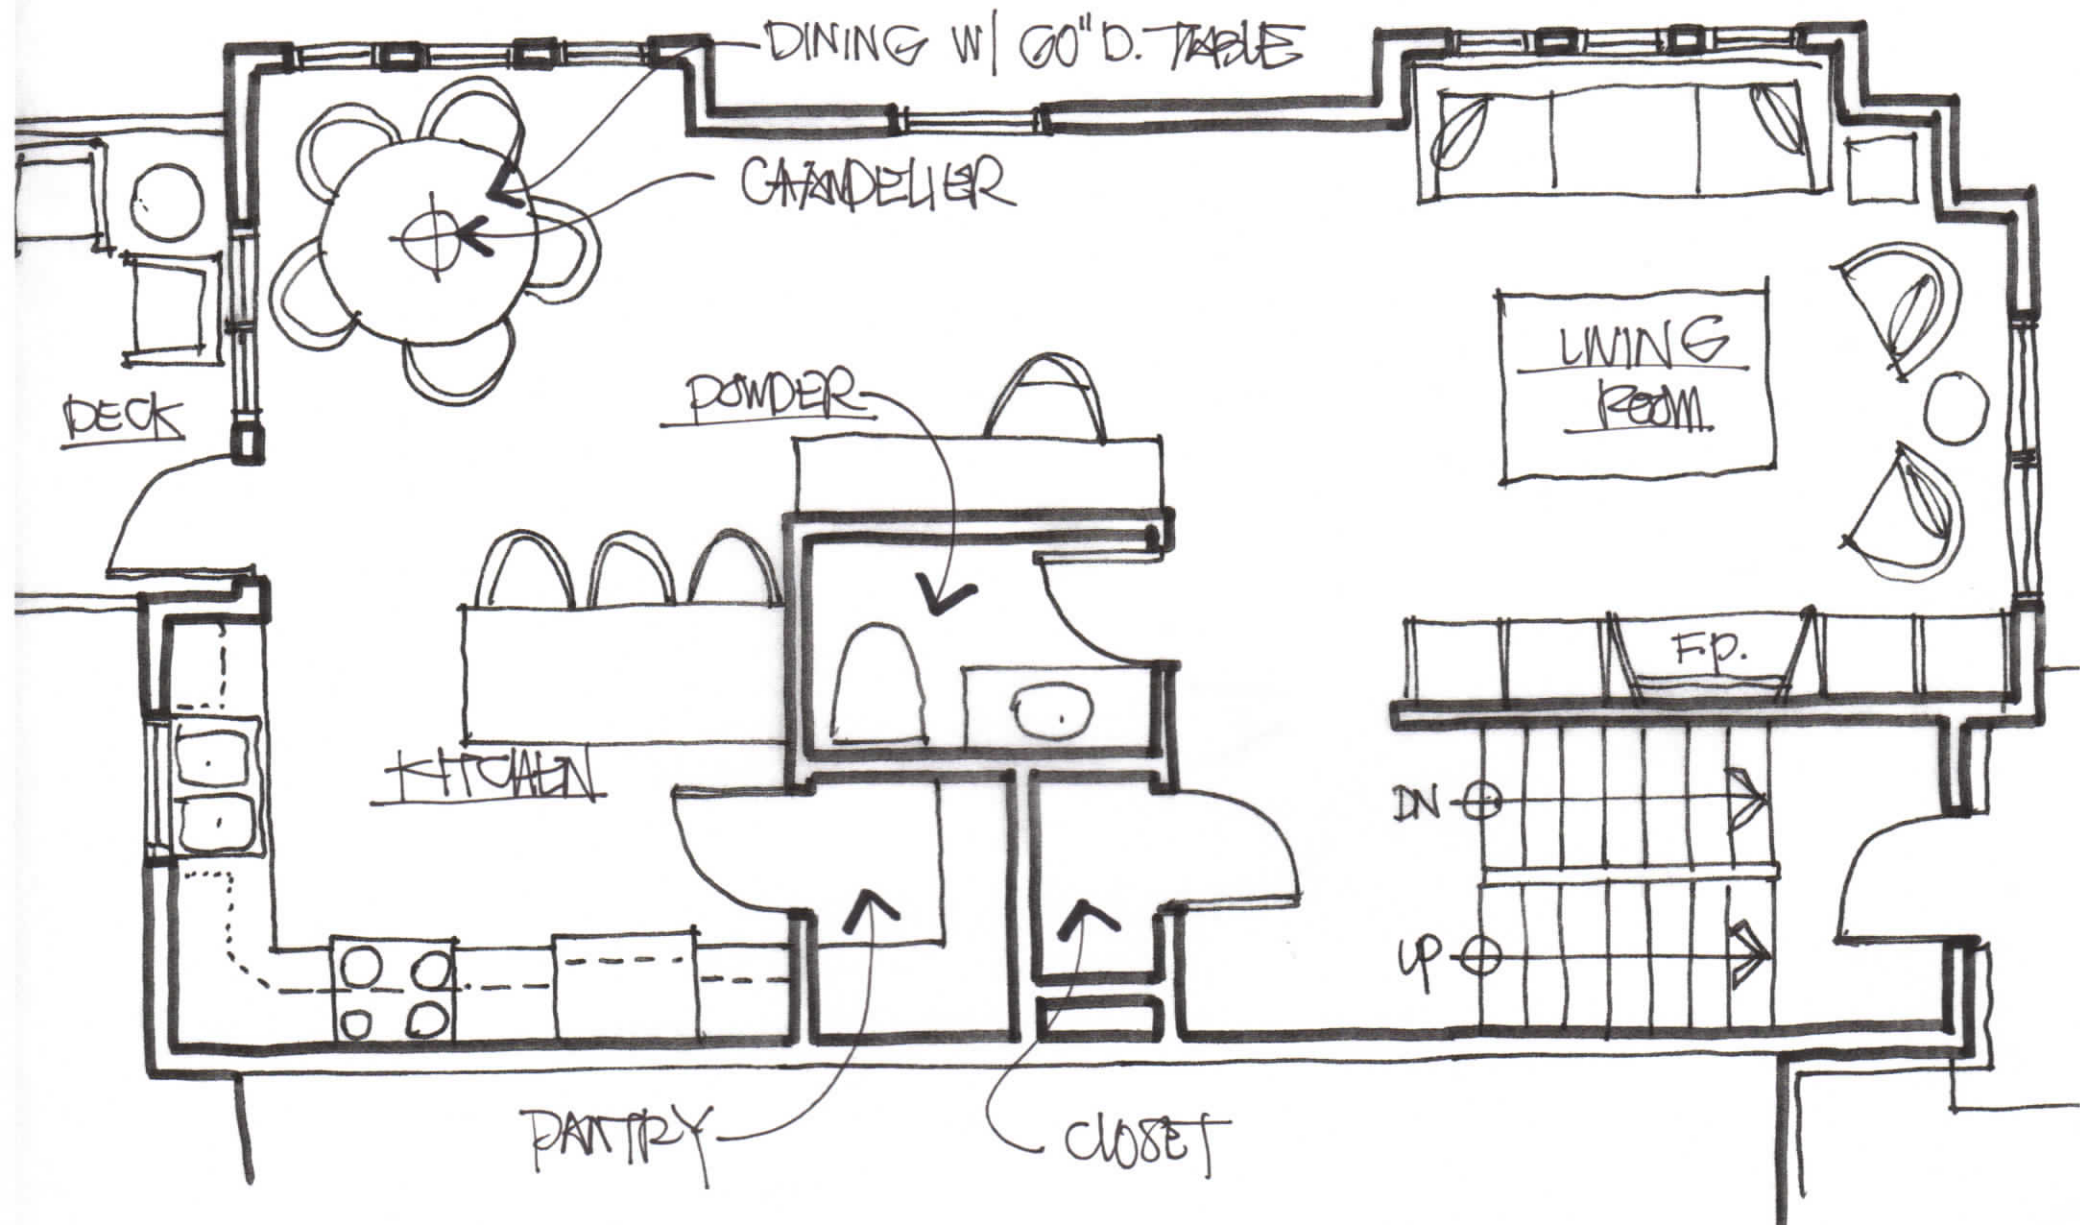 DINING W/ 60"D. TABLE
CHANDELIER
LIVING
ROOM
POWDER
DECK
F.P.
KITCHEN
DN
UP
PANTRY
CLOSET